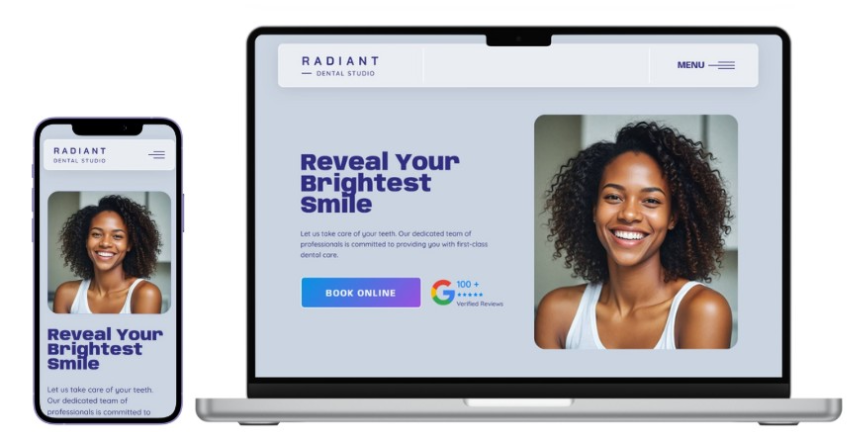 RADIANT
DENTAL STUDIO
MENU
Reveal Your
Brightest
Smile
Let us take care of your teeth. Our dedicated team of
professionals is committed to providing you with first-class
dental care.
BOOK ONLINE
100 +
Verified Reviews
RADIANT
DENTAL STUDIO
Reveal Your
Brightest
Smile
Let us take care of your teeth.
Our dedicated team of
professionals is committed to